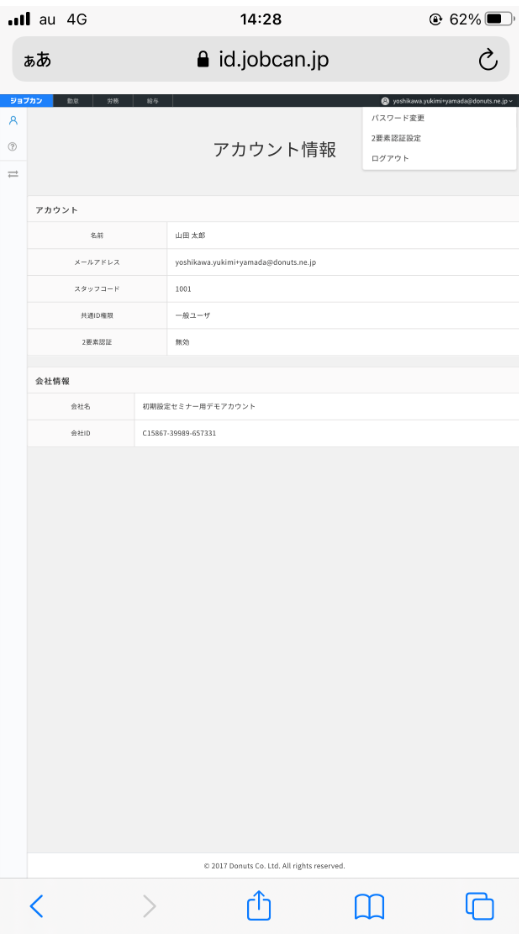 au 4G 14:28 62%
ぁあ id.jobcan.jp
ジョブカン 勤怠 労務 給与 yoshikawa.yukimi+yamada@donuts.ne.jp
パスワード変更
2要素認証設定
ログアウト
アカウント情報
アカウント
名前 山田 太郎
メールアドレス yoshikawa.yukimi+yamada@donuts.ne.jp
スタッフコード 1001
共通ID権限 一般ユーザ
2要素認証 無効
会社情報
会社名 初期設定セミナー用デモアカウント
会社ID C15867-39989-657331
© 2017 Donuts Co. Ltd. All rights reserved.